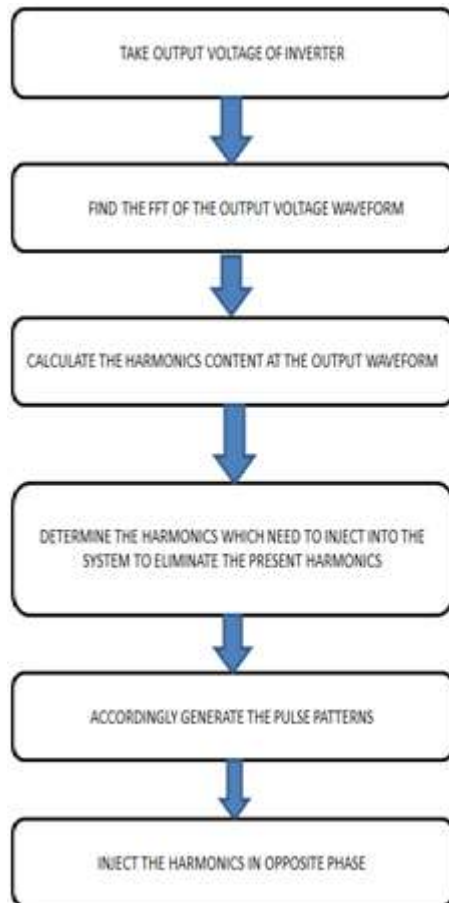 TAKE OUTPUT VOLTAGE OF INVERTER
FIND THE FFT OF THE OUTPUT VOLTAGE WAVEFORM
CALCULATE THE HARMONICS CONTENT AT THE OUTPUT WAVEFORM
DETERMINE THE HARMONICS WHICH NEED TO INJECT INTO THE
SYSTEM TO ELIMINATE THE PRESENT HARMONICS
ACCORDINGLY GENERATE THE PULSE PATTERNS
INJECT THE HARMONICS IN OPPOSITE PHASE